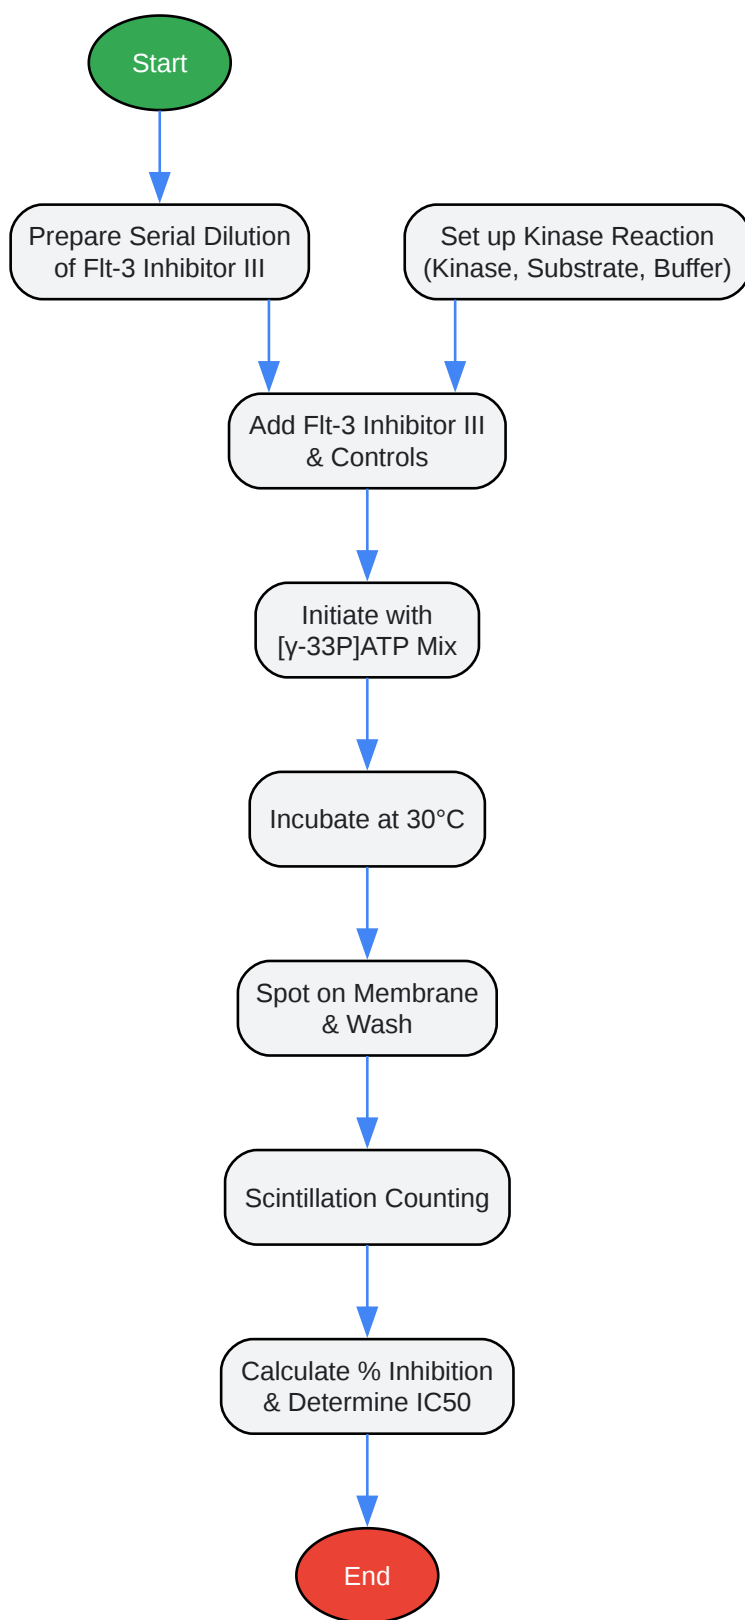 Start
Prepare Serial Dilution
of Flt-3 Inhibitor III
Set up Kinase Reaction
(Kinase, Substrate, Buffer)
Add Flt-3 Inhibitor III
& Controls
Initiate with
[γ-33P]ATP Mix
Incubate at 30°C
Spot on Membrane
& Wash
Scintillation Counting
Calculate % Inhibition
& Determine IC50
End